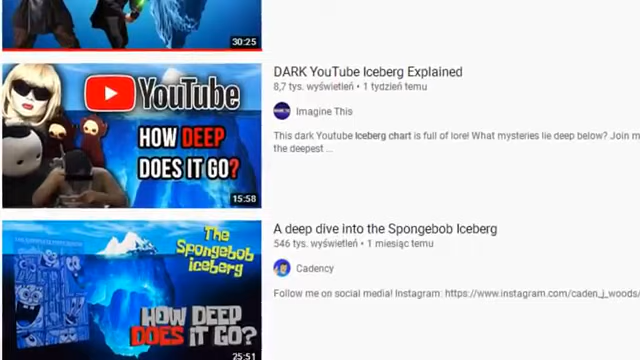 30:25
YouTube
HOW DEEP
DOES IT GO?
15:58
DARK YouTube Iceberg Explained
8,7 tys. wyświetleń • 1 tydzień temu
Imagine This
This dark Youtube Iceberg chart is full of lore! What mysteries lie deep below? Join m
the deepest ...
The
Spongebob
iceberg
HOW DEEP
DOES IT GO?
25:51
A deep dive into the Spongebob Iceberg
546 tys. wyświetleń • 1 miesiąc temu
Cadency
Follow me on social media! Instagram: https://www.instagram.com/caden_j_woods/